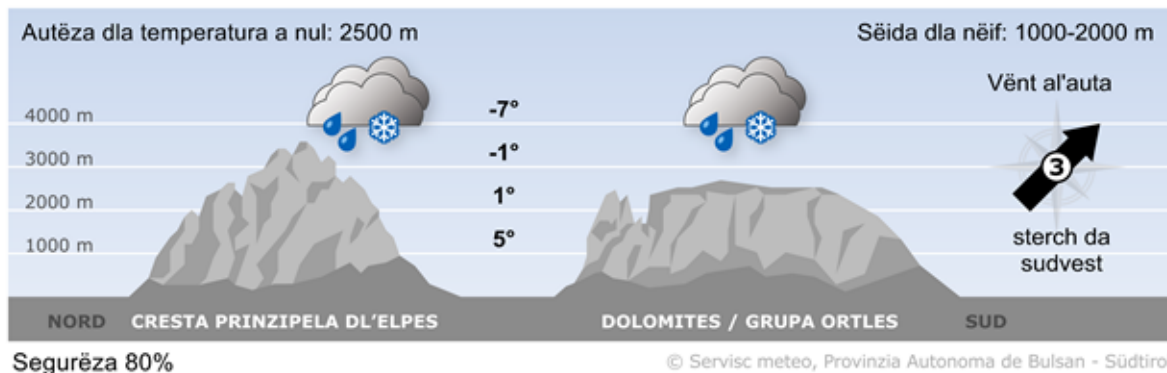 Autëza dla temperatura a nul: 2500 m
Sëida dla nëif: 1000-2000 m
Vënt al'auta
4000 m
-7°
3000 m
-1°
3
2000 m
1°
1000 m
5°
sterch da
sudvest
NORD CRESTA PRINZIPELA DL'ELPES DOLOMITES / GRUPA ORTLES SUD
Segurëza 80%
© Servisc meteo, Provinzia Autonoma de Bulsan - Südtiro